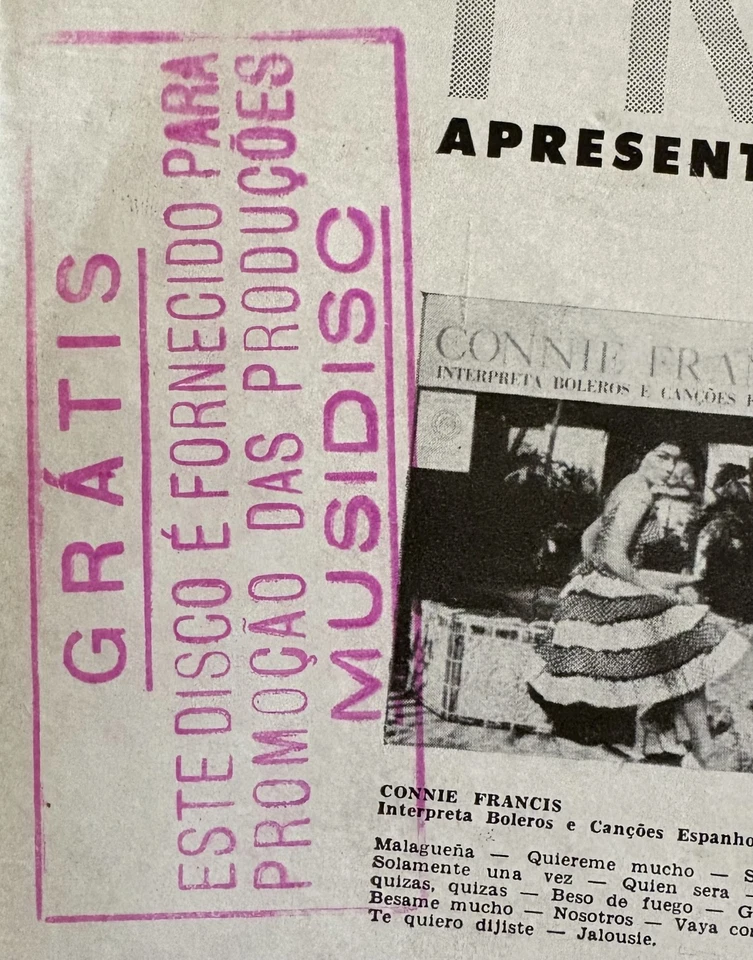 GRÁTIS
ESTE DISCO É FORNECIDO PARA
PROMOÇÃO DAS PRODUÇÕES
MUSIDISC
APRESENT
CONNIE FRAN
INTERPRETA BOLEROS E CANÇÕES E
CONNIE FRANCIS
Interpreta Boleros e Canções Espanho
Malagueña — Quiereme mucho — S
Solamente una vez — Quien sera —
quizas, quizas — Beso de fuego — G
Besame mucho — Nosotros — Vaya con
Te quiero dijiste — Jalousie.